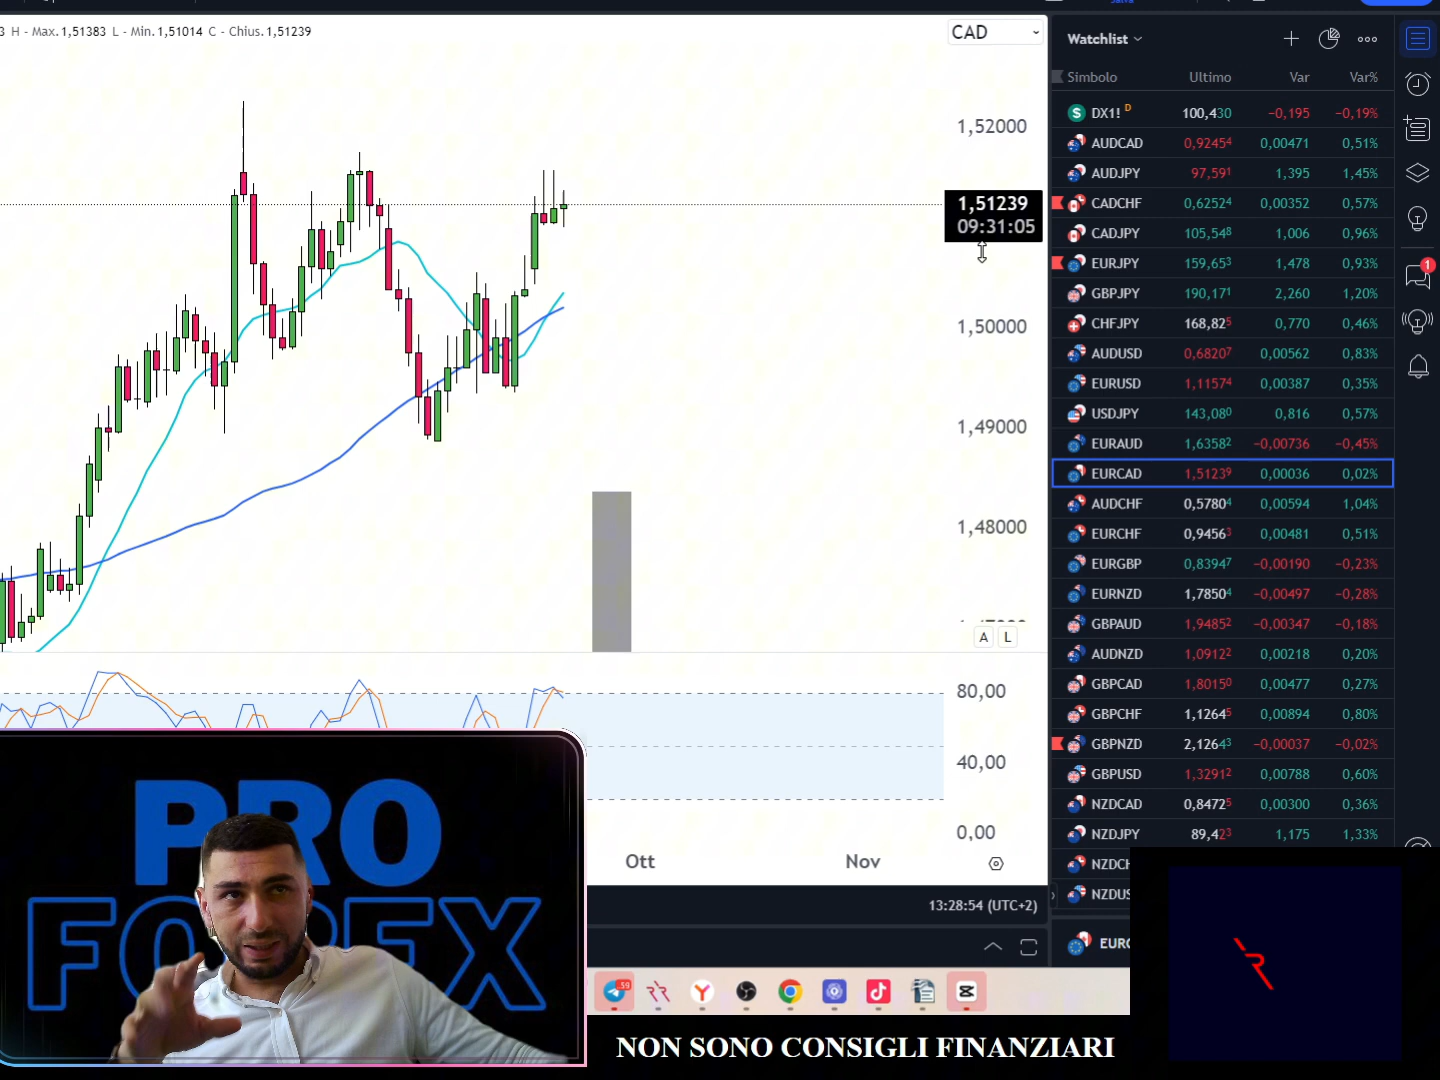 3 H - Max. 1,51383 L - Min. 1,51014 C - Chius. 1,51239
CAD
1,52000
1,51239
09:31:05
1,50000
1,49000
1,48000
A L
80,00
40,00
0,00
Ott Nov
13:28:54 (UTC+2)
Watchlist
Simbolo Ultimo Var Var%
DX1! D 100,430 −0,195 −0,19%
AUDCAD 0,92454 0,00471 0,51%
AUDJPY 97,591 1,395 1,45%
CADCHF 0,62524 0,00352 0,57%
CADJPY 105,548 1,006 0,96%
EURJPY 159,653 1,478 0,93%
GBPJPY 190,171 2,260 1,20%
CHFJPY 168,825 0,770 0,46%
AUDUSD 0,68207 0,00562 0,83%
EURUSD 1,11574 0,00387 0,35%
USDJPY 143,080 0,816 0,57%
EURAUD 1,63582 −0,00736 −0,45%
EURCAD 1,51239 0,00036 0,02%
AUDCHF 0,57804 0,00594 1,04%
EURCHF 0,94563 0,00481 0,51%
EURGBP 0,83947 −0,00190 −0,23%
EURNZD 1,78504 −0,00497 −0,28%
GBPAUD 1,94852 −0,00347 −0,18%
AUDNZD 1,09122 0,00218 0,20%
GBPCAD 1,80150 0,00477 0,27%
GBPCHF 1,12645 0,00894 0,80%
GBPNZD 2,12643 −0,00037 −0,02%
GBPUSD 1,32912 0,00788 0,60%
NZDCAD 0,84725 0,00300 0,36%
NZDJPY 89,423 1,175 1,33%
NZDCH
NZDUS
EURC
1
59
PRO
FOREX
NON SONO CONSIGLI FINANZIARI